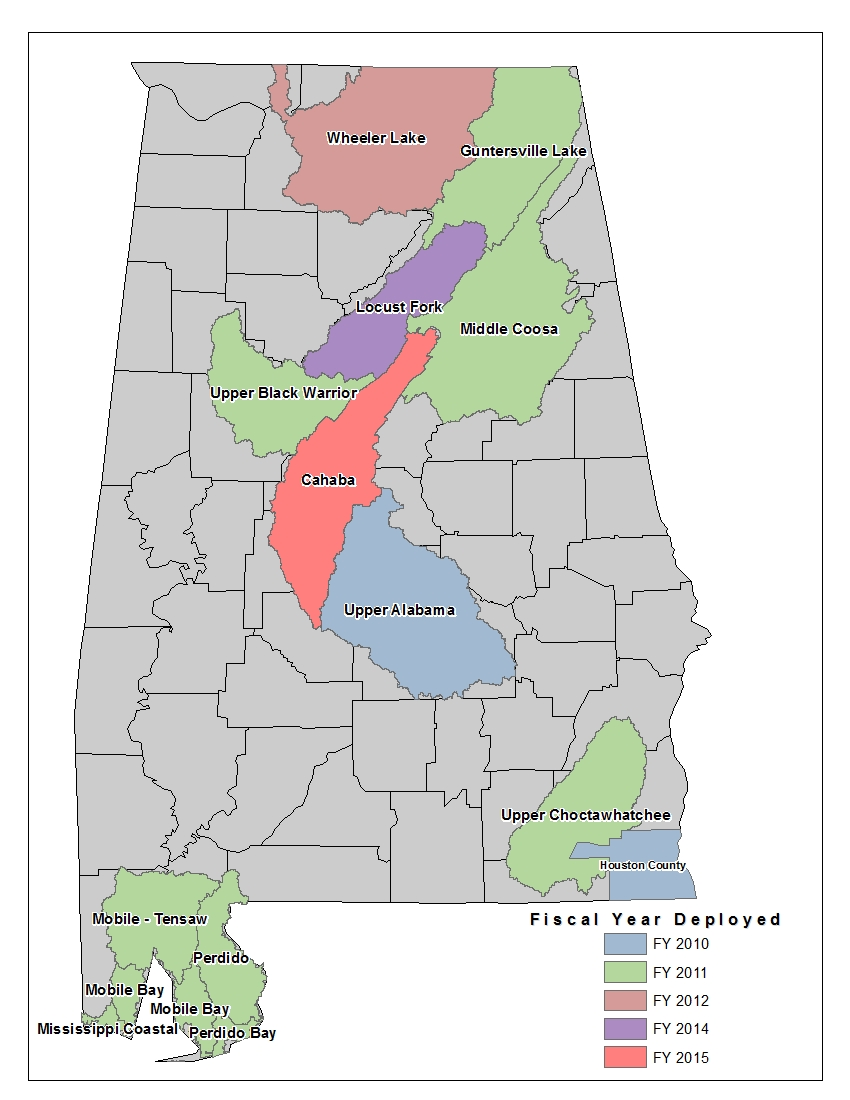 Wheeler Lake
Guntersville Lake
Locust Fork
Middle Coosa
Upper Black Warrior
Cahaba
Upper Alabama
Upper Choctawhatchee
Houston County
Mobile - Tensaw
Perdido
Mobile Bay
Mobile Bay
Mississippi Coastal
Perdido Bay
Fiscal Year Deployed
FY 2010
FY 2011
FY 2012
FY 2014
FY 2015